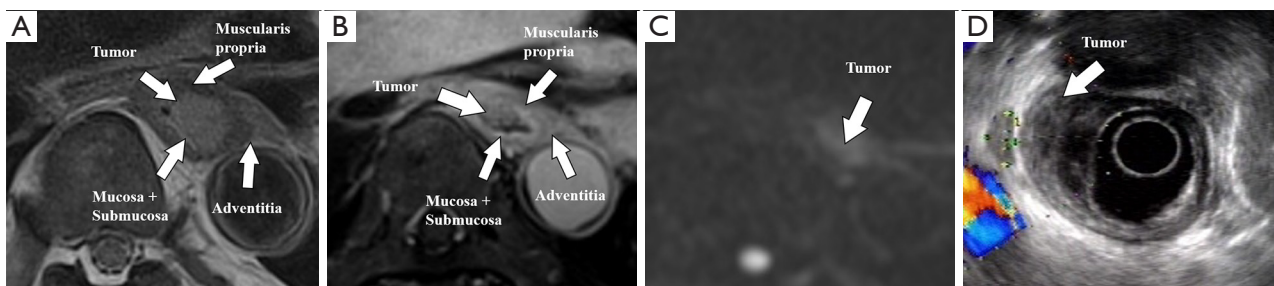 A
Tumor
Muscularis
propria
Mucosa +
Submucosa
Adventitia
B
Muscularis
propria
Tumor
Mucosa +
Submucosa
Adventitia
C
Tumor
D
Tumor